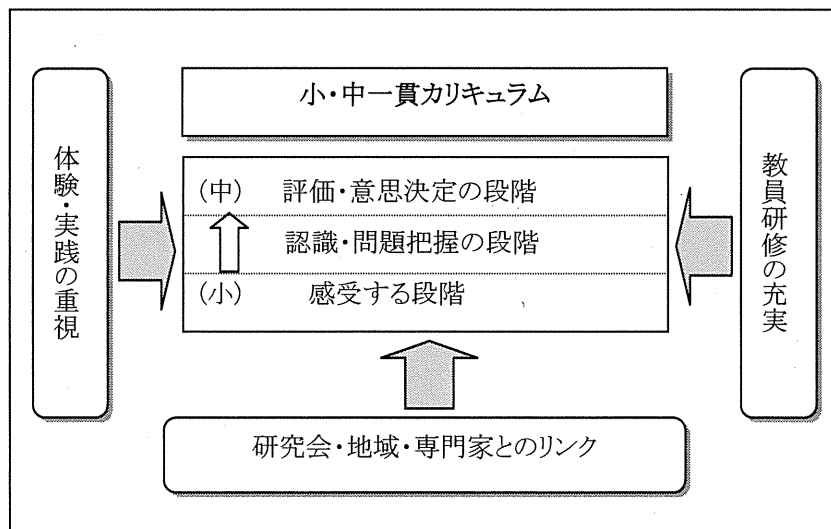 小・中一貫カリキュラム
体験・実践の重視
(中) 評価・意思決定の段階
認識・問題把握の段階
(小) 感受する段階
教員研修の充実
研究会・地域・専門家とのリンク